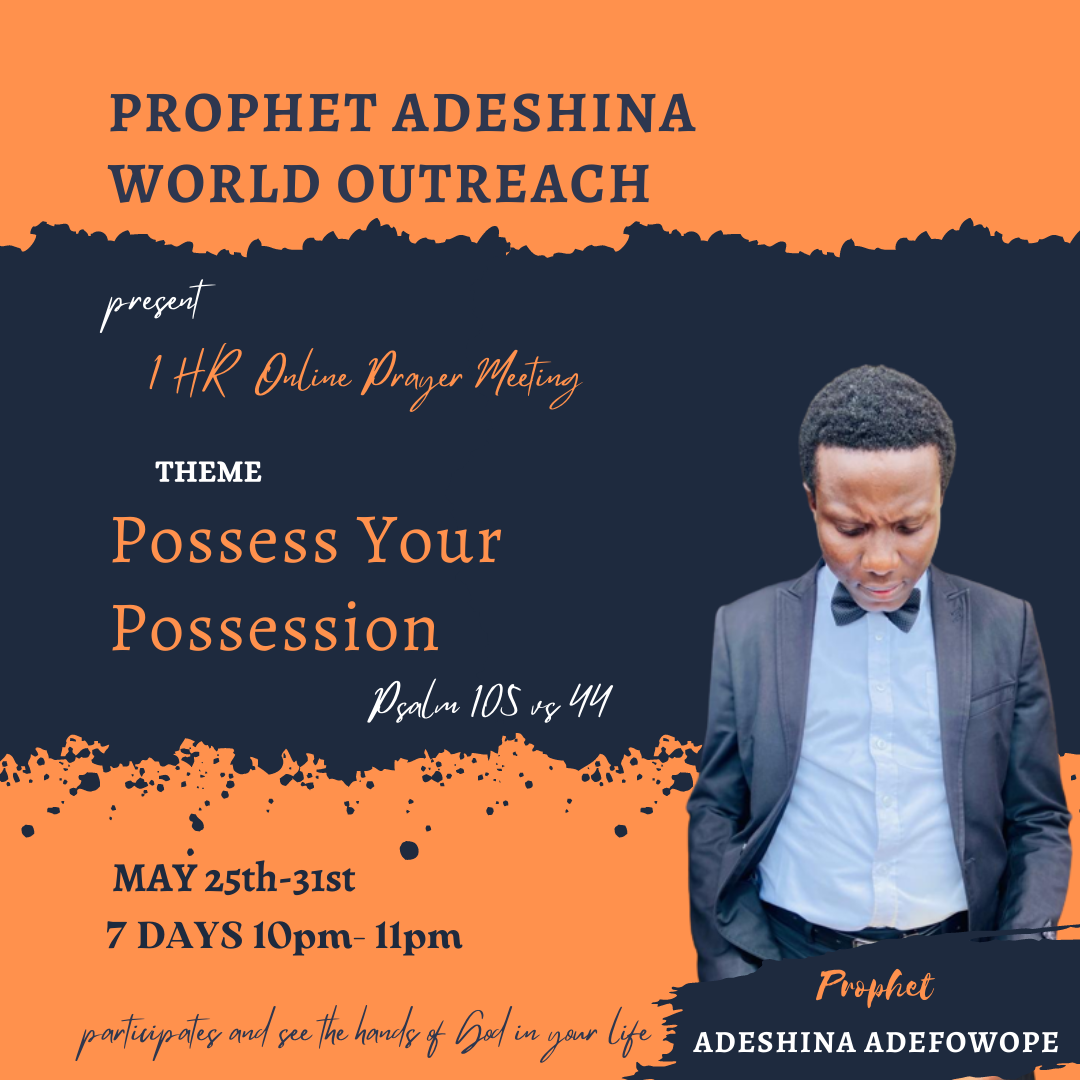 PROPHET ADESHINA
WORLD OUTREACH
present
1 HR Online Prayer Meeting
THEME
Possess Your
Possession
Psalm 105 vs 44
MAY 25th-31st
7 DAYS 10pm- 11pm
participates and see the hands of God in your life
Prophet
ADESHINA ADEFOWOPE